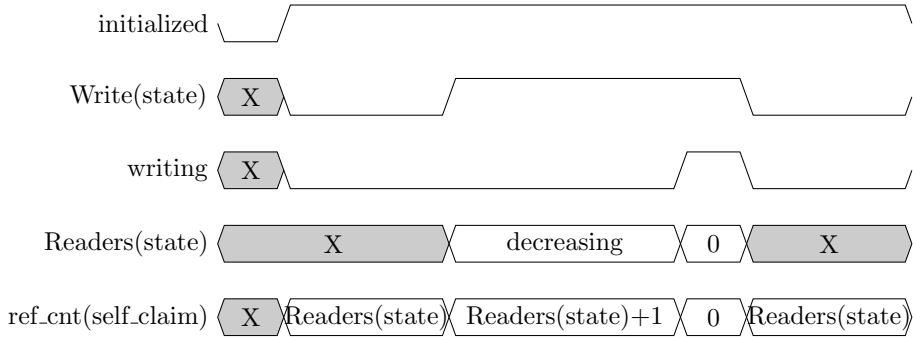 initialized
Write(state) X
writing X
Readers(state) X decreasing 0 X
ref_cnt(self_claim) X Readers(state) Readers(state)+1 0 Readers(state)